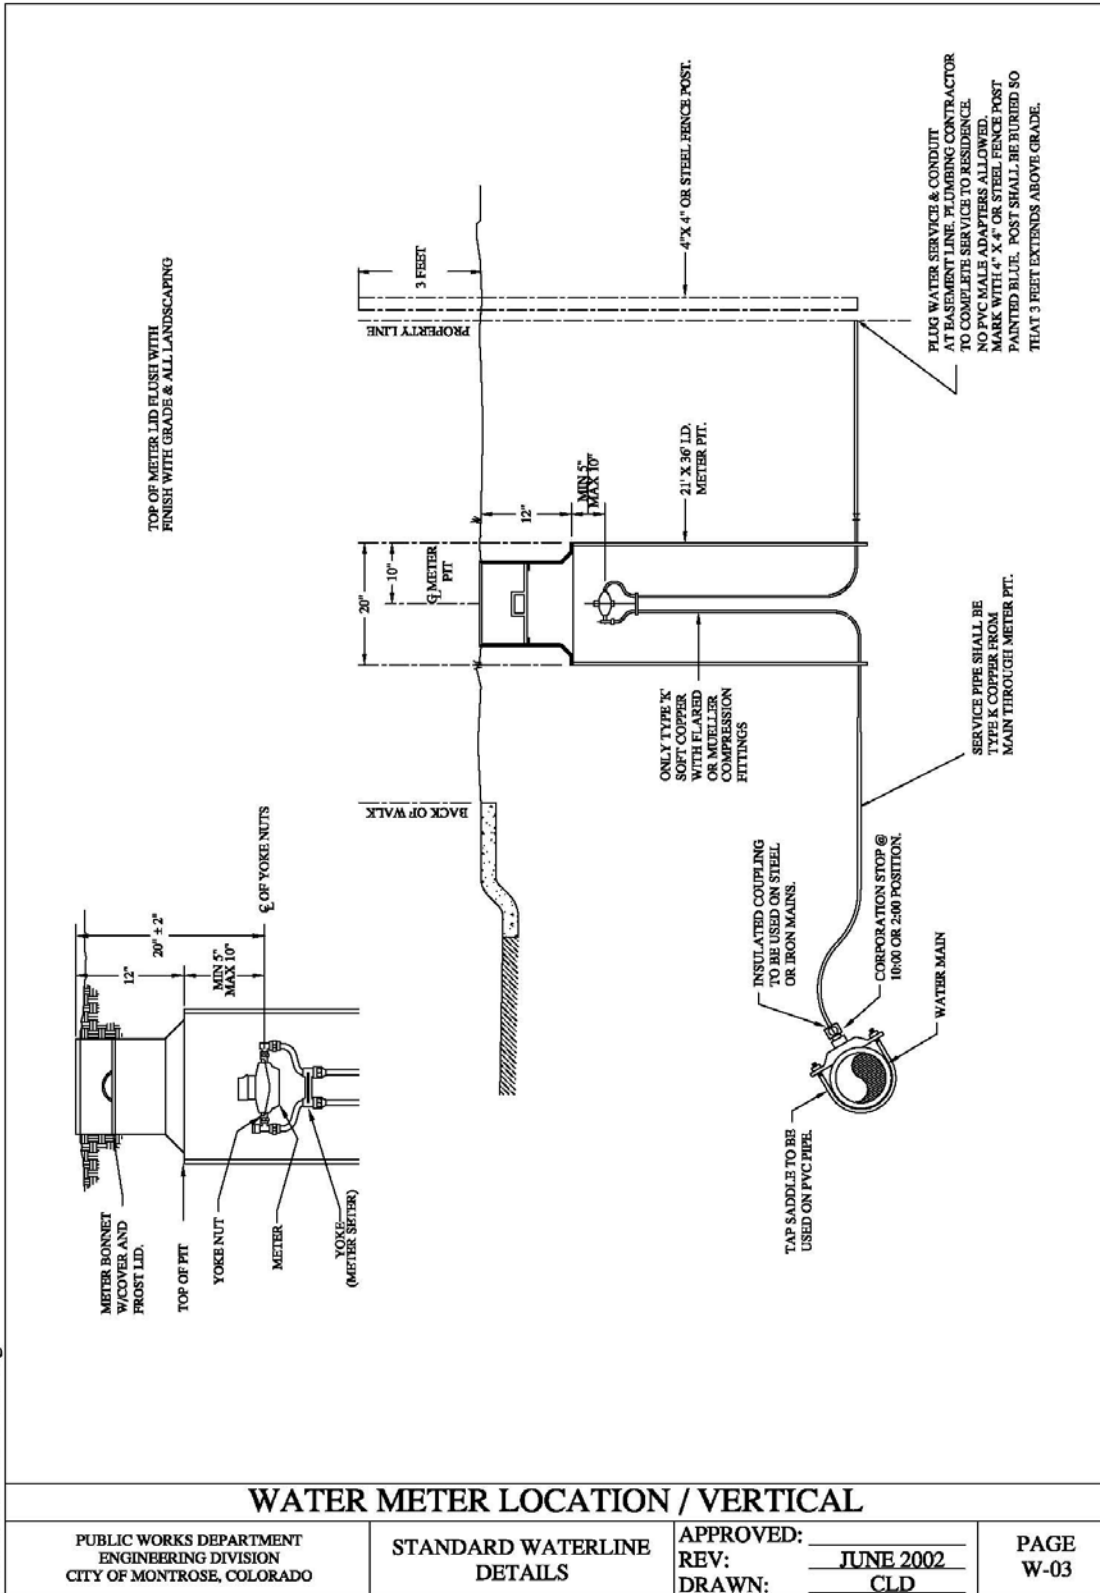 TOP OF METER LID FLUSH WITH
FINISH WITH GRADE & ALL LANDSCAPING
METER BONNET
W/COVER AND
FROST LID.
TOP OF PIT
YOKE NUT
METER
YOKE
(METER SETER)
12"
20" ± 2"
MIN 5"
MAX 10"
℄ OF YOKE NUTS
BACK OF WALK
20"
10"
℄ METER
PIT
PROPERTY LINE
3 FEET
12"
MIN 5"
MAX 10"
4"X 4" OR STEEL FENCE POST.
21' X 36' I.D.
METER PIT.
ONLY TYPE 'K'
SOFT COPPER
WITH FLARED
OR MUELLER
COMPRESSION
FITTINGS
INSULATED COUPLING
TO BE USED ON STEEL
OR IRON MAINS.
CORPORATION STOP @
10:00 OR 2:00 POSITION.
WATER MAIN
TAP SADDLE TO BE
USED ON PVC PIPE.
SERVICE PIPE SHALL BE
TYPE K COPPER FROM
MAIN THROUGH METER PIT.
PLUG WATER SERVICE & CONDUIT
AT EASEMENT LINE, PLUMBING CONTRACTOR
TO COMPLETE SERVICE TO RESIDENCE.
NO PVC MALE ADAPTERS ALLOWED.
MARK WITH 4" X 4" OR STEEL FENCE POST
PAINTED BLUE. POST SHALL BE BURIED SO
THAT 3 FEET EXTENDS ABOVE GRADE.
WATER METER LOCATION / VERTICAL
PUBLIC WORKS DEPARTMENT
ENGINEERING DIVISION
CITY OF MONTROSE, COLORADO
STANDARD WATERLINE
DETAILS
APPROVED:
REV: JUNE 2002
DRAWN: CLD
PAGE
W-03